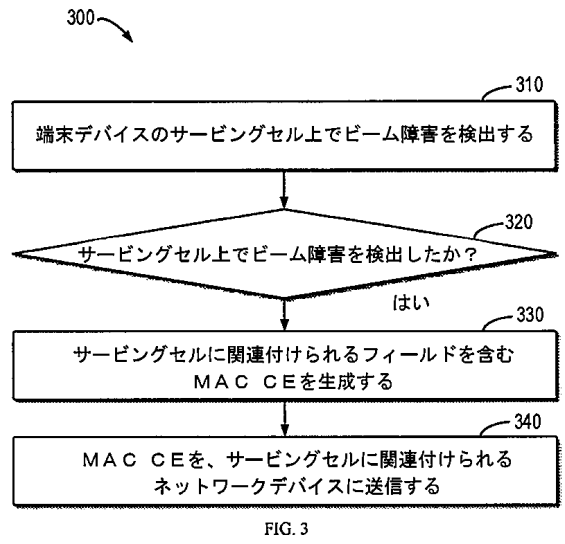 300
310
端末デバイスのサービングセル上でビーム障害を検出する
320
サービングセル上でビーム障害を検出したか？
はい
330
サービングセルに関連付けられるフィールドを含む
ＭＡＣ ＣＥを生成する
340
ＭＡＣ ＣＥを、サービングセルに関連付けられる
ネットワークデバイスに送信する
FIG. 3